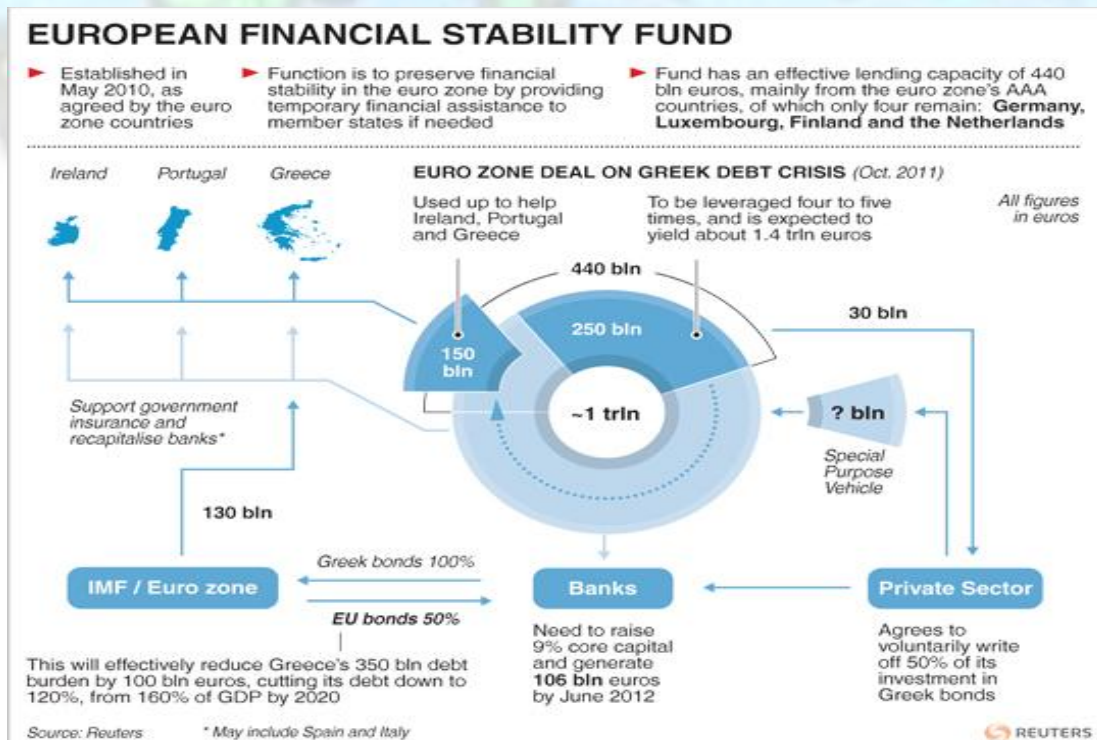 EUROPEAN FINANCIAL STABILITY FUND
Established in
May 2010, as
agreed by the euro
zone countries
Function is to preserve financial
stability in the euro zone by providing
temporary financial assistance to
member states if needed
Fund has an effective lending capacity of 440
bln euros, mainly from the euro zone's AAA
countries, of which only four remain: Germany,
Luxembourg, Finland and the Netherlands
Ireland
Portugal
Greece
EURO ZONE DEAL ON GREEK DEBT CRISIS (Oct. 2011)
Used up to help
Ireland, Portugal
and Greece
To be leveraged four to five
times, and is expected to
yield about 1.4 trln euros
All figures
in euros
440 bln
150
bln
250 bln
30 bln
~1 trln
? bln
Special
Purpose
Vehicle
Support government
insurance and
recapitalise banks*
130 bln
Greek bonds 100%
IMF / Euro zone
Banks
Private Sector
EU bonds 50%
This will effectively reduce Greece's 350 bln debt
burden by 100 bln euros, cutting its debt down to
120%, from 160% of GDP by 2020
Need to raise
9% core capital
and generate
106 bln euros
by June 2012
Agrees to
voluntarily write
off 50% of its
investment in
Greek bonds
Source: Reuters
* May include Spain and Italy
REUTERS